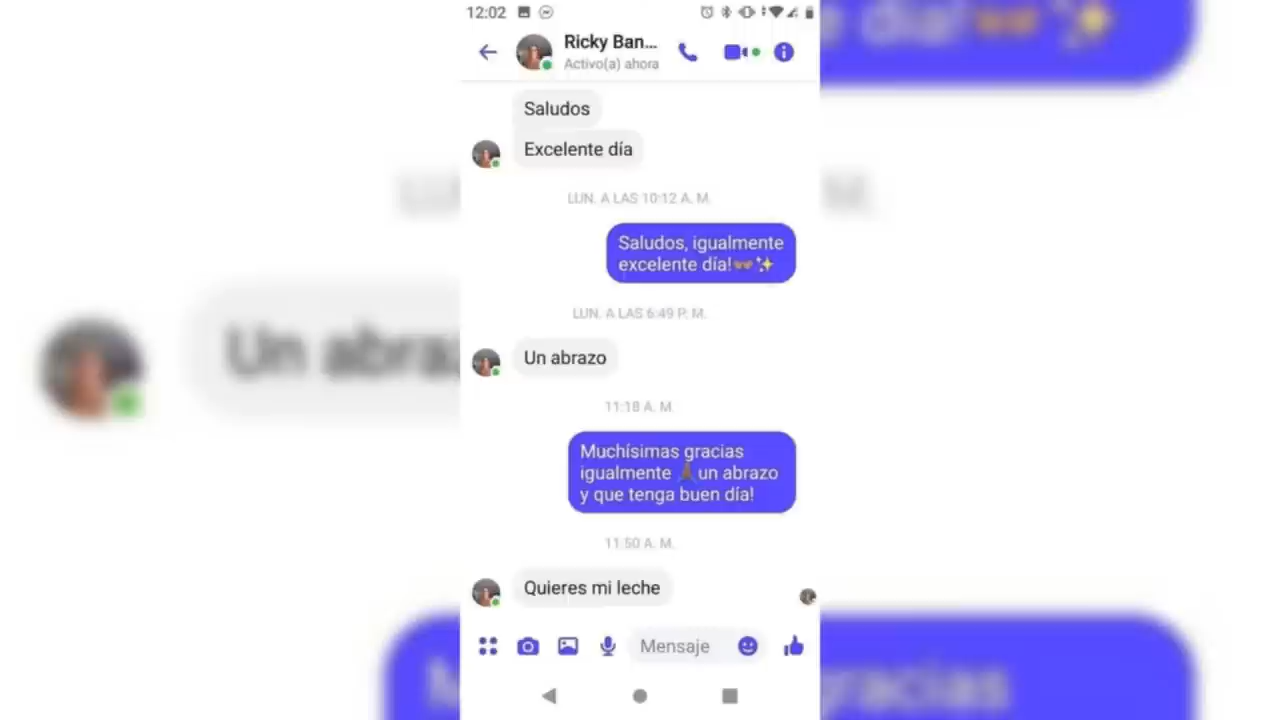 12:02
Ricky Ban...
Activo(a) ahora
Saludos
Excelente día
LUN. A LAS 10:12 A. M.
Saludos, igualmente
excelente día!
LUN. A LAS 6:49 P. M.
Un abrazo
11:18 A. M.
Muchísimas gracias
igualmente un abrazo
y que tenga buen día!
11:50 A. M.
Quieres mi leche
Mensaje